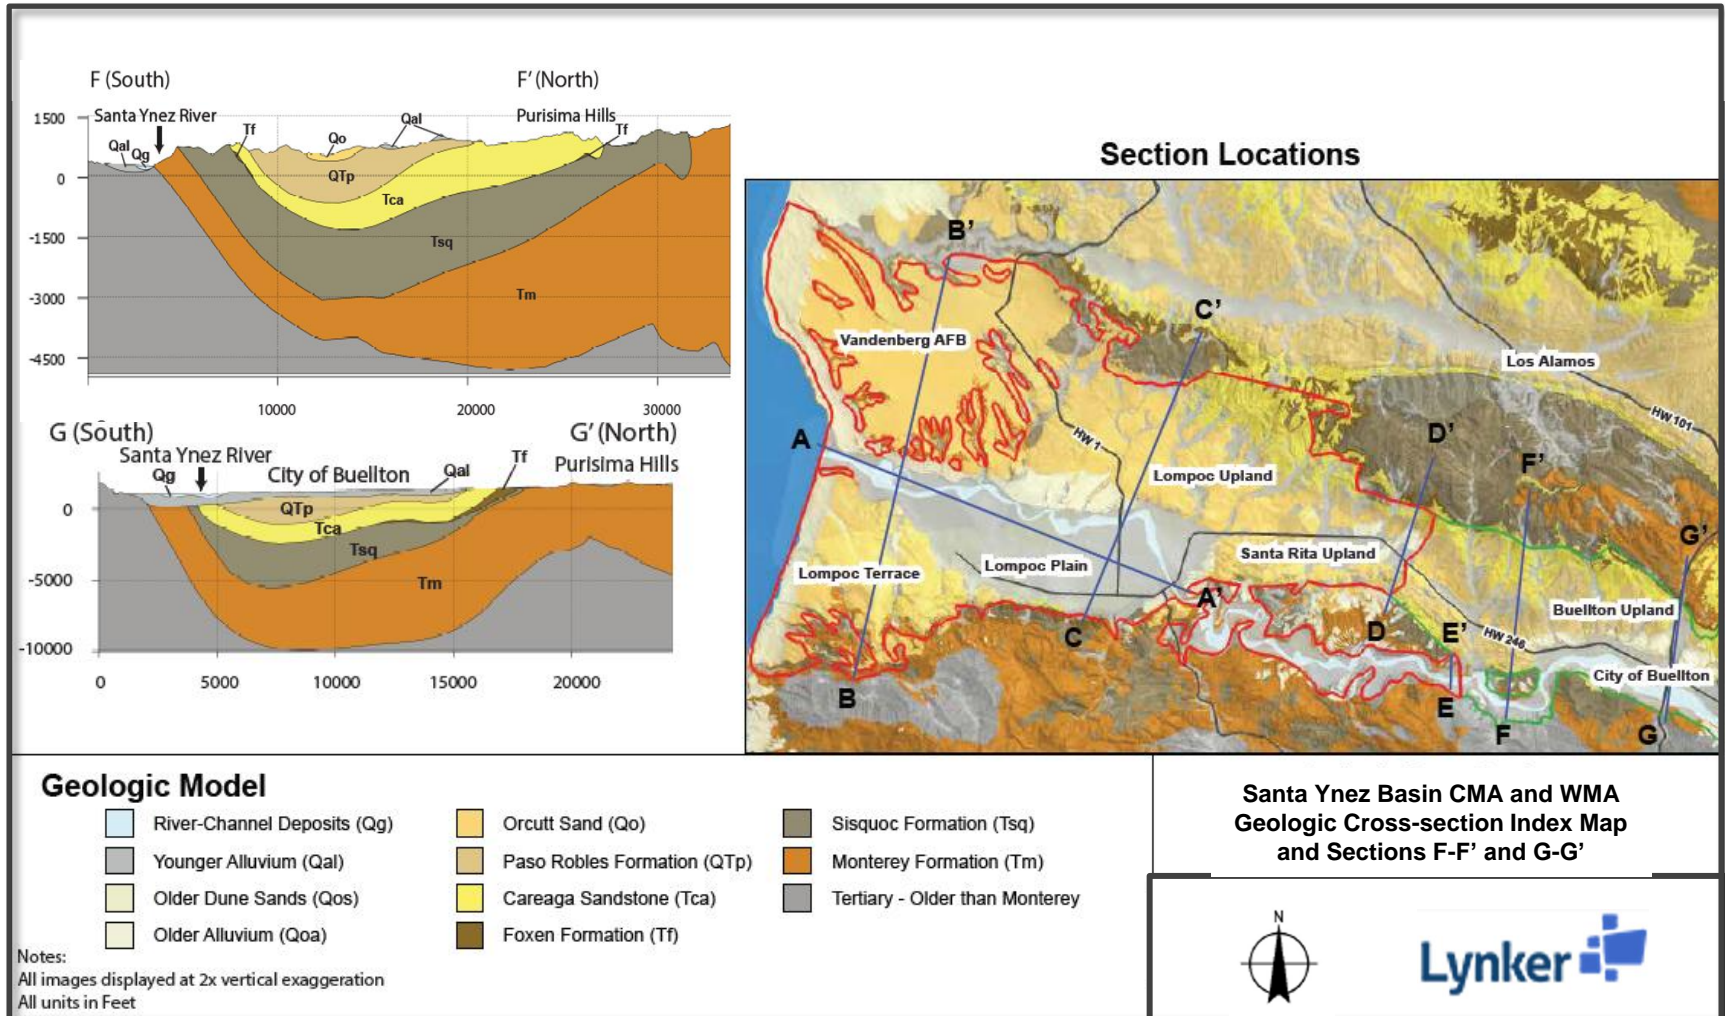 F (South)
F' (North)
Santa Ynez River
Purisima Hills
1500
0
-1500
-3000
-4500
Qal
Qg
Tf
Qo
Qal
Tf
QTp
Tca
Tsq
Tm
10000
20000
30000
G (South)
G' (North)
Santa Ynez River
City of Buellton
Purisima Hills
Qg
Qal
Tf
0
-5000
-10000
QTp
Tca
Tsq
Tm
0
5000
10000
15000
20000
Section Locations
B'
C'
Vandenberg AFB
Los Alamos
HW 101
A
HW 1
D'
F'
Lompoc Upland
G'
Santa Rita Upland
Lompoc Plain
Lompoc Terrace
A'
Buellton Upland
C
D
E'
HW 246
City of Buellton
B
E
F
G
Geologic Model
River-Channel Deposits (Qg)
Younger Alluvium (Qal)
Older Dune Sands (Qos)
Older Alluvium (Qoa)
Orcutt Sand (Qo)
Paso Robles Formation (QTp)
Careaga Sandstone (Tca)
Foxen Formation (Tf)
Sisquoc Formation (Tsq)
Monterey Formation (Tm)
Tertiary - Older than Monterey
Notes:
All images displayed at 2x vertical exaggeration
All units in Feet
Santa Ynez Basin CMA and WMA
Geologic Cross-section Index Map
and Sections F-F' and G-G'
N
Lynker